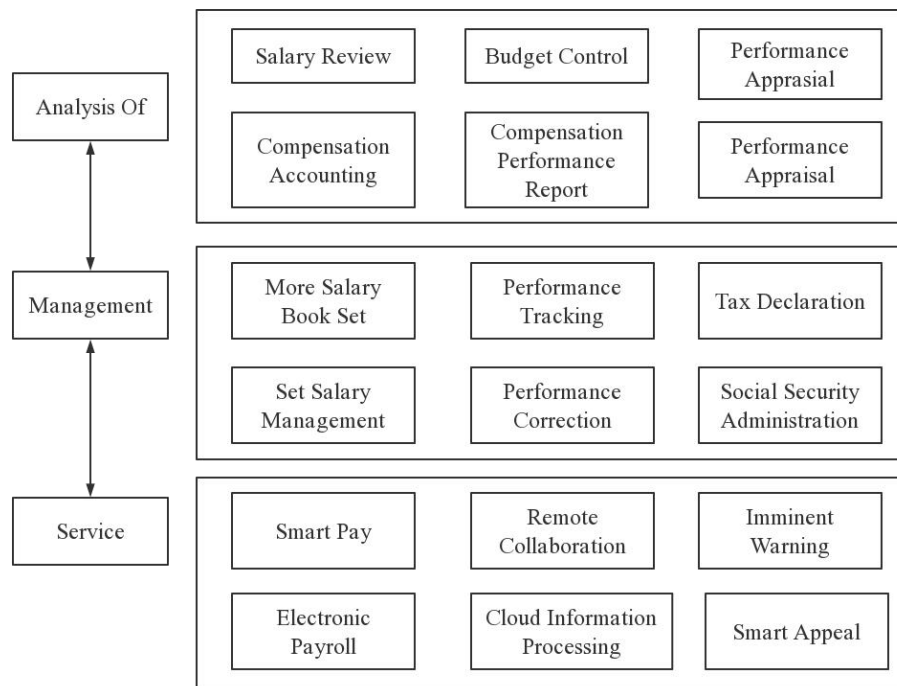 Analysis Of
Salary Review
Budget Control
Performance
Apprasial
Compensation
Accounting
Compensation
Performance
Report
Performance
Appraisal
Management
More Salary
Book Set
Performance
Tracking
Tax Declaration
Set Salary
Management
Performance
Correction
Social Security
Administration
Service
Smart Pay
Remote
Collaboration
Imminent
Warning
Electronic
Payroll
Cloud Information
Processing
Smart Appeal